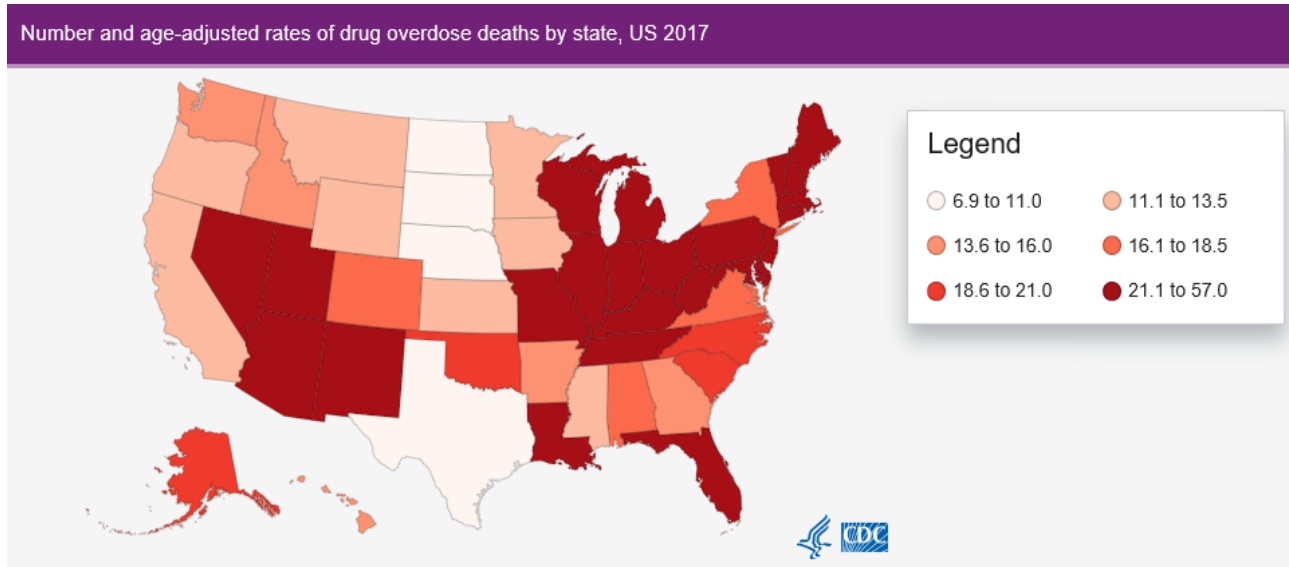 Number and age-adjusted rates of drug overdose deaths by state, US 2017
Legend
6.9 to 11.0 11.1 to 13.5
13.6 to 16.0 16.1 to 18.5
18.6 to 21.0 21.1 to 57.0
CDC